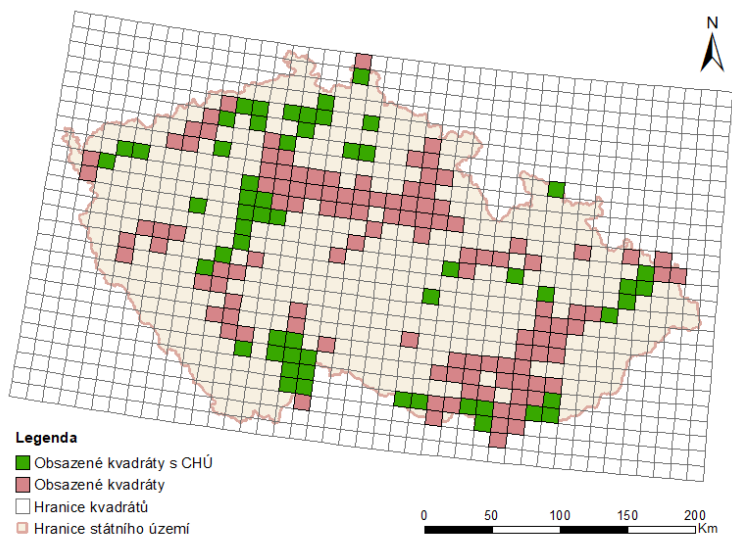 N
Legenda
Obsazené kvadráty s CHÚ
Obsazené kvadráty
Hranice kvadrátů
Hranice státního území
0 50 100 150 200
Km